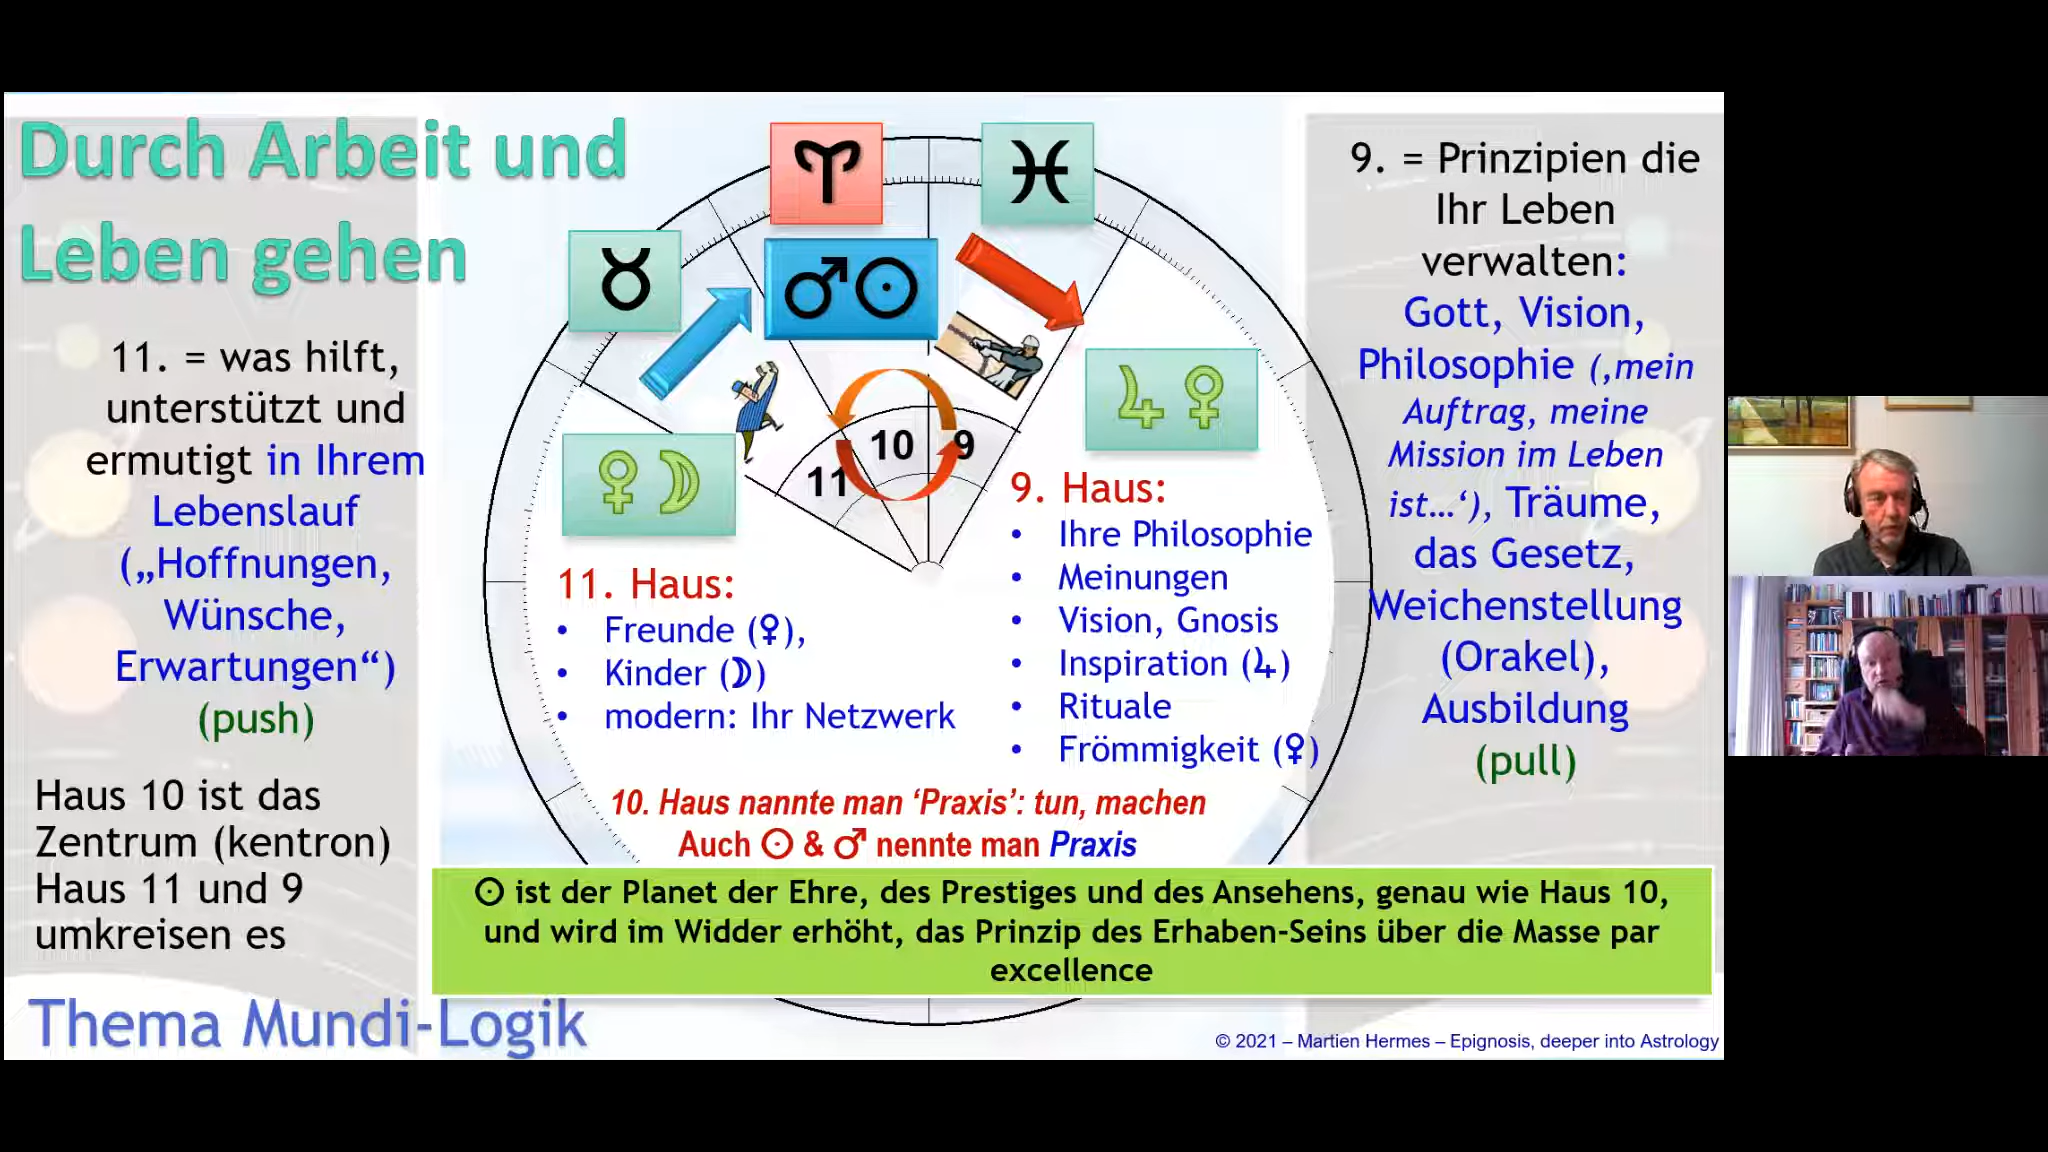 Durch Arbeit und
Leben gehen
11. = was hilft,
unterstützt und
ermutigt in Ihrem
Lebenslauf
(„Hoffnungen,
Wünsche,
Erwartungen“)
(push)
Haus 10 ist das
Zentrum (kentron)
Haus 11 und 9
umkreisen es
Thema Mundi-Logik
♈ ♓
♉ ♂☉
♃ ♀
♀ ☽
11 10 9
11. Haus:
• Freunde (♀),
• Kinder (☽)
• modern: Ihr Netzwerk
9. Haus:
• Ihre Philosophie
• Meinungen
• Vision, Gnosis
• Inspiration (♃)
• Rituale
• Frömmigkeit (♀)
10. Haus nannte man ‘Praxis’: tun, machen
Auch ☉ & ♂ nennte man Praxis
☉ ist der Planet der Ehre, des Prestiges und des Ansehens, genau wie Haus 10,
und wird im Widder erhöht, das Prinzip des Erhaben-Seins über die Masse par
excellence
9. = Prinzipien die
Ihr Leben
verwalten:
Gott, Vision,
Philosophie (‚mein
Auftrag, meine
Mission im Leben
ist…‘), Träume,
das Gesetz,
Weichenstellung
(Orakel),
Ausbildung
(pull)
© 2021 – Martien Hermes – Epignosis, deeper into Astrology